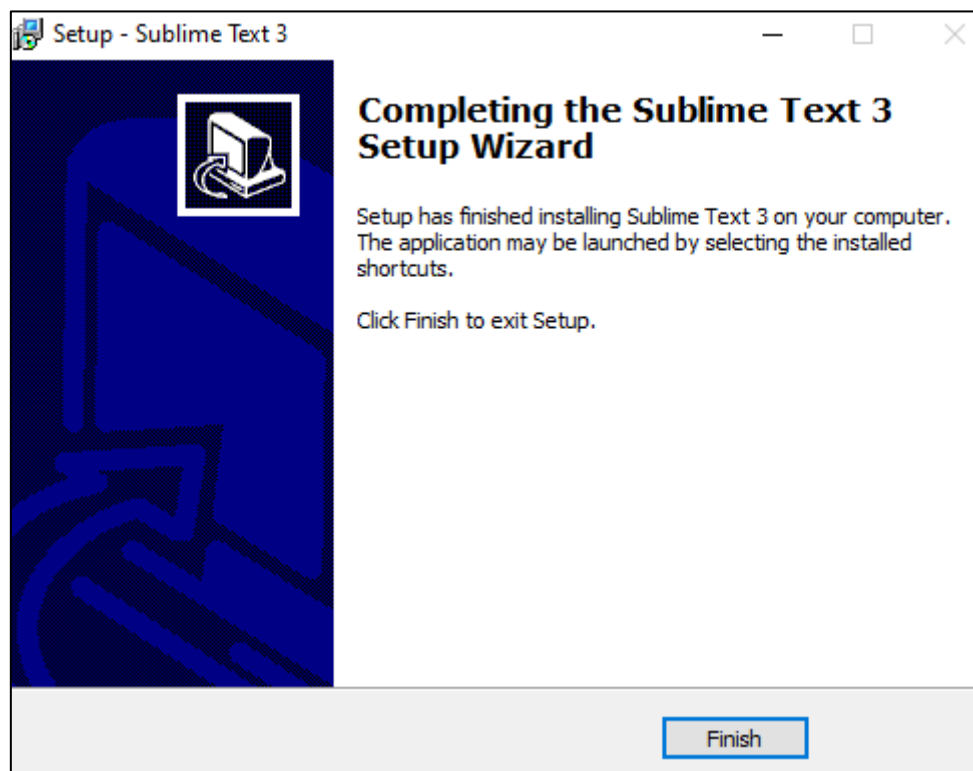 Setup - Sublime Text 3
Completing the Sublime Text 3
Setup Wizard
Setup has finished installing Sublime Text 3 on your computer.
The application may be launched by selecting the installed
shortcuts.
Click Finish to exit Setup.
Finish